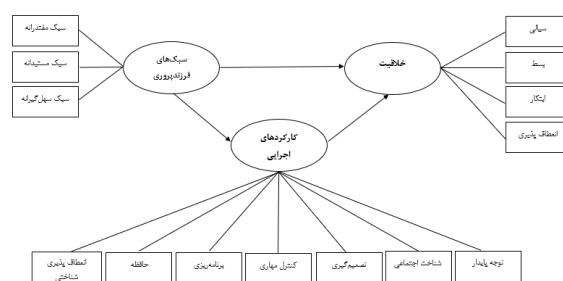 سبک مقتدرانه
سبک مستبدانه
سبک سهل‌گیرانه
سبک‌های
فرزندپروری
خلاقیت
سیالی
بسط
ابتکار
انعطاف پذیری
کارکردهای
اجرایی
توجه پایدار
شناخت اجتماعی
تصمیم‌گیری
کنترل مهاری
برنامه‌ریزی
حافظه
انعطاف پذیری
شناختی